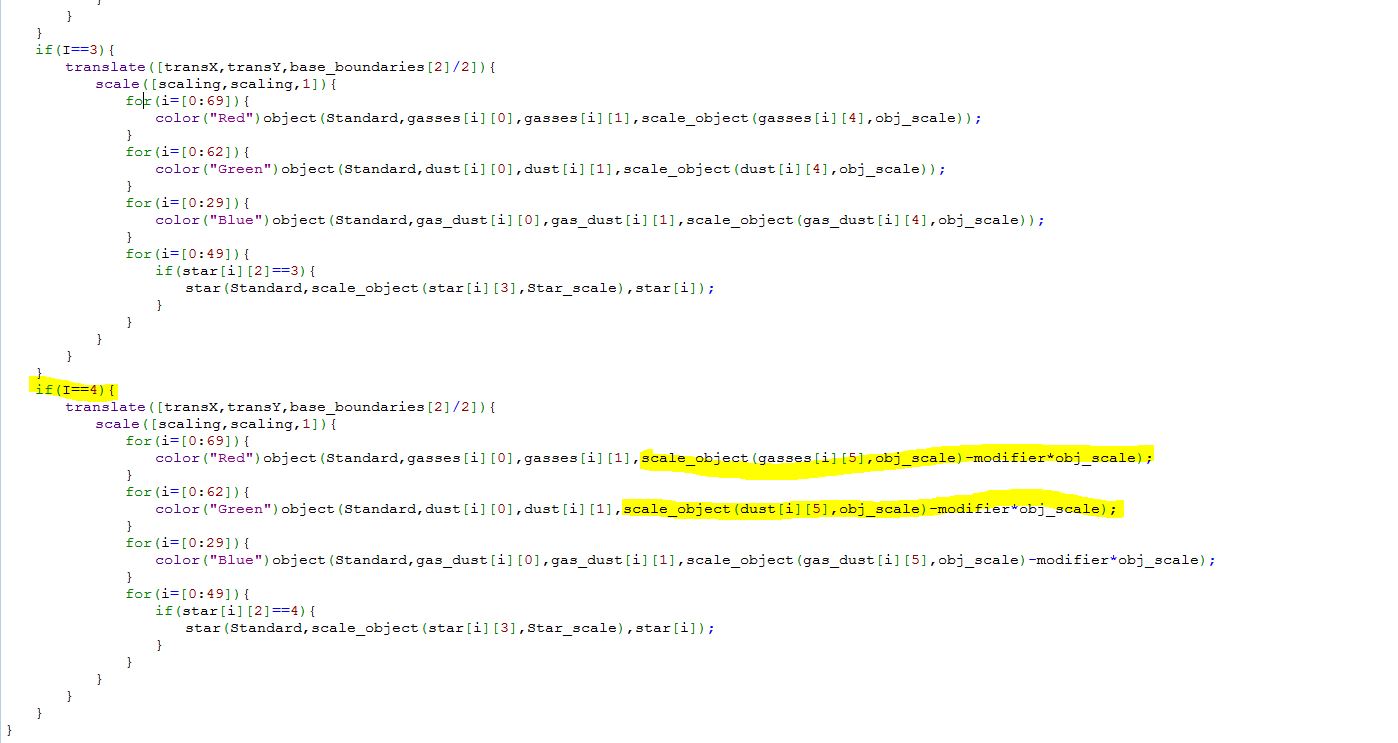 }
}
}
if(I==3){
translate([transX,transY,base_boundaries[2]/2]){
scale([scaling,scaling,1]){
for(i=[0:69]){
color("Red")object(Standard,gasses[i][0],gasses[i][1],scale_object(gasses[i][4],obj_scale));
}
for(i=[0:62]){
color("Green")object(Standard,dust[i][0],dust[i][1],scale_object(dust[i][4],obj_scale));
}
for(i=[0:29]){
color("Blue")object(Standard,gas_dust[i][0],gas_dust[i][1],scale_object(gas_dust[i][4],obj_scale));
}
for(i=[0:49]){
if(star[i][2]==3){
star(Standard,scale_object(star[i][3],Star_scale),star[i]);
}
}
}
}
}
if(I==4){
translate([transX,transY,base_boundaries[2]/2]){
scale([scaling,scaling,1]){
for(i=[0:69]){
color("Red")object(Standard,gasses[i][0],gasses[i][1],scale_object(gasses[i][5],obj_scale)-modifier*obj_scale);
}
for(i=[0:62]){
color("Green")object(Standard,dust[i][0],dust[i][1],scale_object(dust[i][5],obj_scale)-modifier*obj_scale);
}
for(i=[0:29]){
color("Blue")object(Standard,gas_dust[i][0],gas_dust[i][1],scale_object(gas_dust[i][5],obj_scale)-modifier*obj_scale);
}
for(i=[0:49]){
if(star[i][2]==4){
star(Standard,scale_object(star[i][3],Star_scale),star[i]);
}
}
}
}
}
}